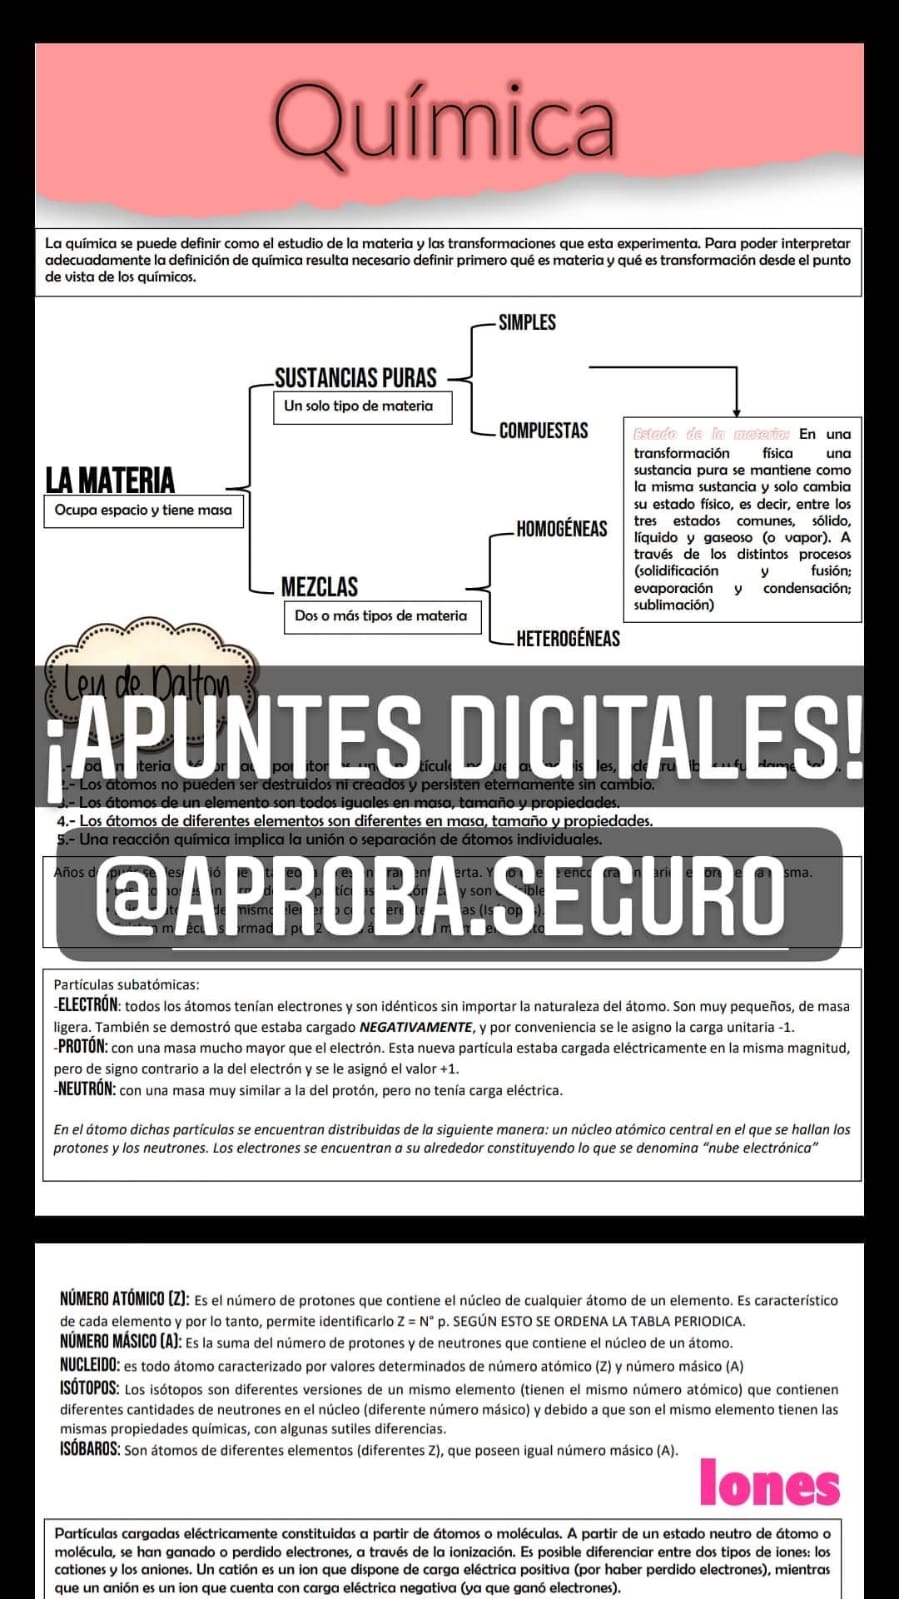 Química
La química se puede definir como el estudio de la materia y las transformaciones que esta experimenta. Para poder interpretar
adecuadamente la definición de química resulta necesario definir primero qué es materia y qué es transformación desde el punto
de vista de los químicos.
SIMPLES
SUSTANCIAS PURAS
Un solo tipo de materia
COMPUESTAS
LA MATERIA
Ocupa espacio y tiene masa
HOMOGÉNEAS
MEZCLAS
Dos o más tipos de materia
HETEROGÉNEAS
Estado de la materia: En una
transformación física una
sustancia pura se mantiene como
la misma sustancia y solo cambia
su estado físico, es decir, entre los
tres estados comunes, sólido,
líquido y gaseoso (o vapor). A
través de los distintos procesos
(solidificación y fusión;
evaporación y condensación;
sublimación)
Ley de Dalton
¡APUNTES DIGITALES!
2.- Los átomos no pueden ser destruidos ni creados y persisten eternamente sin cambio.
3.- Los átomos de un elemento son todos iguales en masa, tamaño y propiedades.
4.- Los átomos de diferentes elementos son diferentes en masa, tamaño y propiedades.
5.- Una reacción química implica la unión o separación de átomos individuales.
Años
@APROBA.SEGURO
Partículas subatómicas:
-ELECTRÓN: todos los átomos tenían electrones y son idénticos sin importar la naturaleza del átomo. Son muy pequeños, de masa
ligera. También se demostró que estaba cargado NEGATIVAMENTE, y por conveniencia se le asigno la carga unitaria -1.
-PROTÓN: con una masa mucho mayor que el electrón. Esta nueva partícula estaba cargada eléctricamente en la misma magnitud,
pero de signo contrario a la del electrón y se le asignó el valor +1.
-NEUTRÓN: con una masa muy similar a la del protón, pero no tenía carga eléctrica.
En el átomo dichas partículas se encuentran distribuidas de la siguiente manera: un núcleo atómico central en el que se hallan los
protones y los neutrones. Los electrones se encuentran a su alrededor constituyendo lo que se denomina “nube electrónica”
NÚMERO ATÓMICO (Z): Es el número de protones que contiene el núcleo de cualquier átomo de un elemento. Es característico
de cada elemento y por lo tanto, permite identificarlo Z = N° p. SEGÚN ESTO SE ORDENA LA TABLA PERIODICA.
NÚMERO MÁSICO (A): Es la suma del número de protones y de neutrones que contiene el núcleo de un átomo.
NUCLEIDO: es todo átomo caracterizado por valores determinados de número atómico (Z) y número másico (A)
ISÓTOPOS: Los isótopos son diferentes versiones de un mismo elemento (tienen el mismo número atómico) que contienen
diferentes cantidades de neutrones en el núcleo (diferente número másico) y debido a que son el mismo elemento tienen las
mismas propiedades químicas, con algunas sutiles diferencias.
ISÓBAROS: Son átomos de diferentes elementos (diferentes Z), que poseen igual número másico (A).
Iones
Partículas cargadas eléctricamente constituidas a partir de átomos o moléculas. A partir de un estado neutro de átomo o
molécula, se han ganado o perdido electrones, a través de la ionización. Es posible diferenciar entre dos tipos de iones: los
cationes y los aniones. Un catión es un ion que dispone de carga eléctrica positiva (por haber perdido electrones), mientras
que un anión es un ion que cuenta con carga eléctrica negativa (ya que ganó electrones).